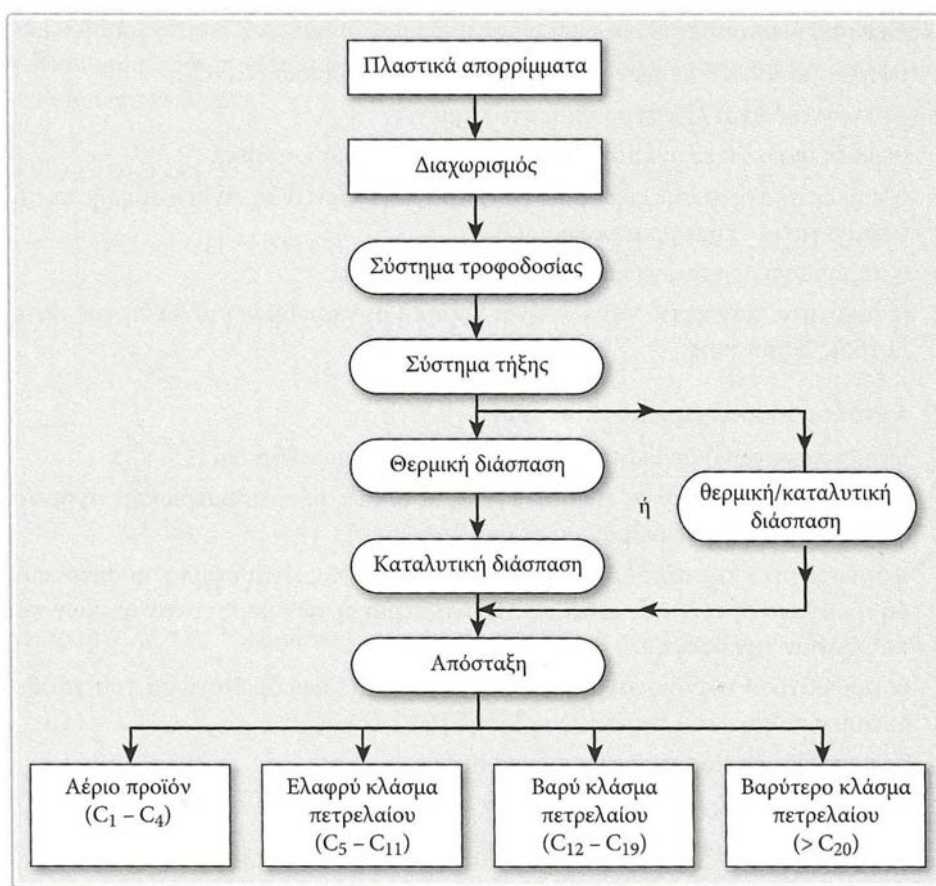 Πλαστικά απορρίμματα
Διαχωρισμός
Σύστημα τροφοδοσίας
Σύστημα τήξης
Θερμική διάσπαση
ή
θερμική/καταλυτική
διάσπαση
Καταλυτική διάσπαση
Απόσταξη
Αέριο προϊόν
(C₁ – C₄)
Ελαφρύ κλάσμα
πετρελαίου
(C₅ – C₁₁)
Βαρύ κλάσμα
πετρελαίου
(C₁₂ – C₁₉)
Βαρύτερο κλάσμα
πετρελαίου
(> C₂₀)